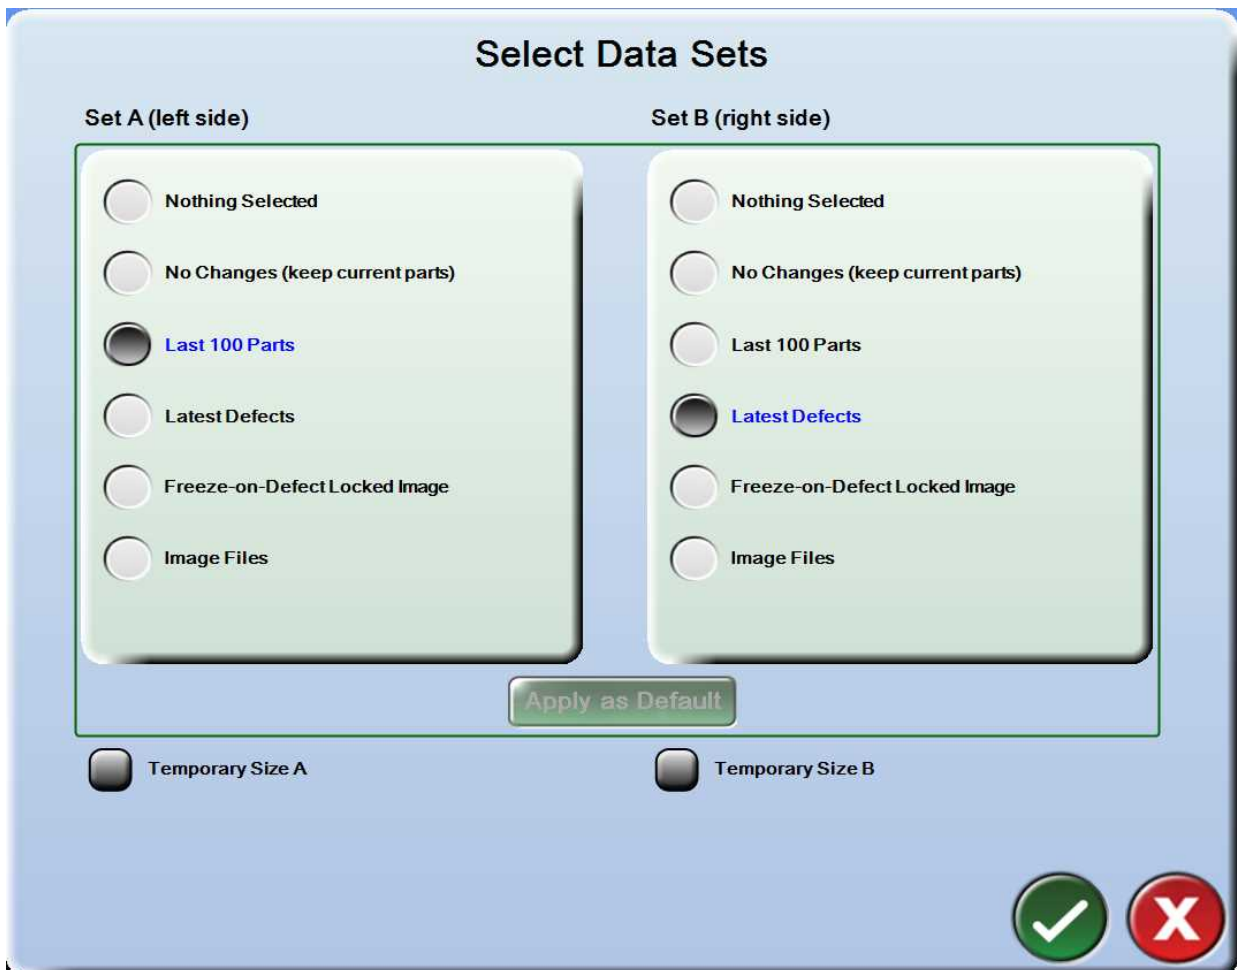 Select Data Sets
Set A (left side)
Set B (right side)
Nothing Selected
No Changes (keep current parts)
Last 100 Parts
Latest Defects
Freeze-on-Defect Locked Image
Image Files
Nothing Selected
No Changes (keep current parts)
Last 100 Parts
Latest Defects
Freeze-on-Defect Locked Image
Image Files
Apply as Default
Temporary Size A
Temporary Size B